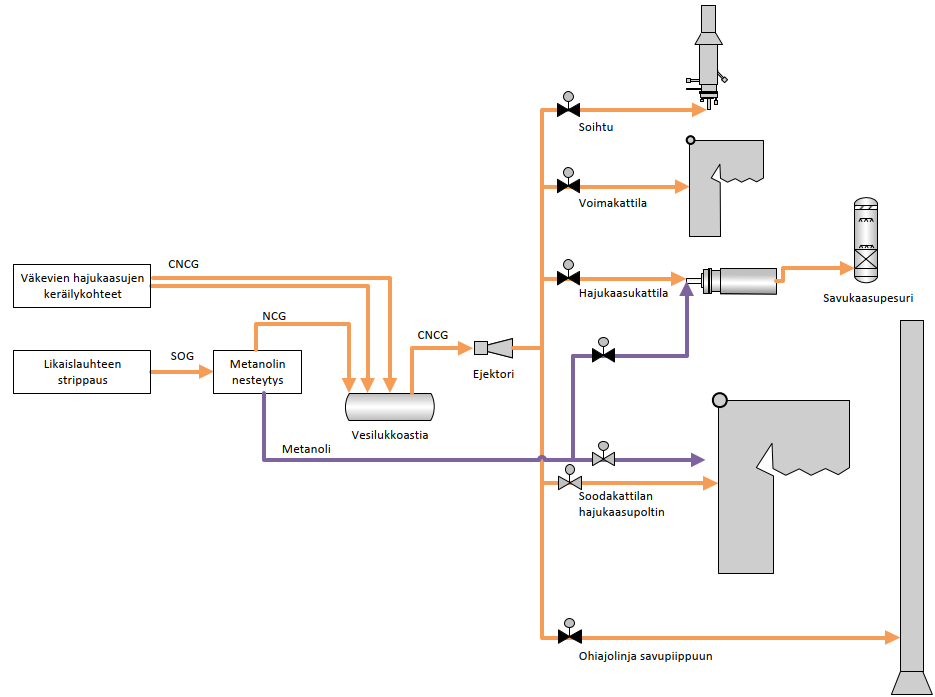 Soihtu
Voimakattila
CNCG
Väkevien hajukaasujen
keräilykohteet
Hajukaasukattila
Savukaasupesuri
NCG
CNCG
SOG
Likaislauhteen
strippaus
Metanolin
nesteytys
Ejektori
Vesilukkoastia
Metanoli
Soodakattilan
hajukaasupoltin
Ohiajolinja savupiippuun